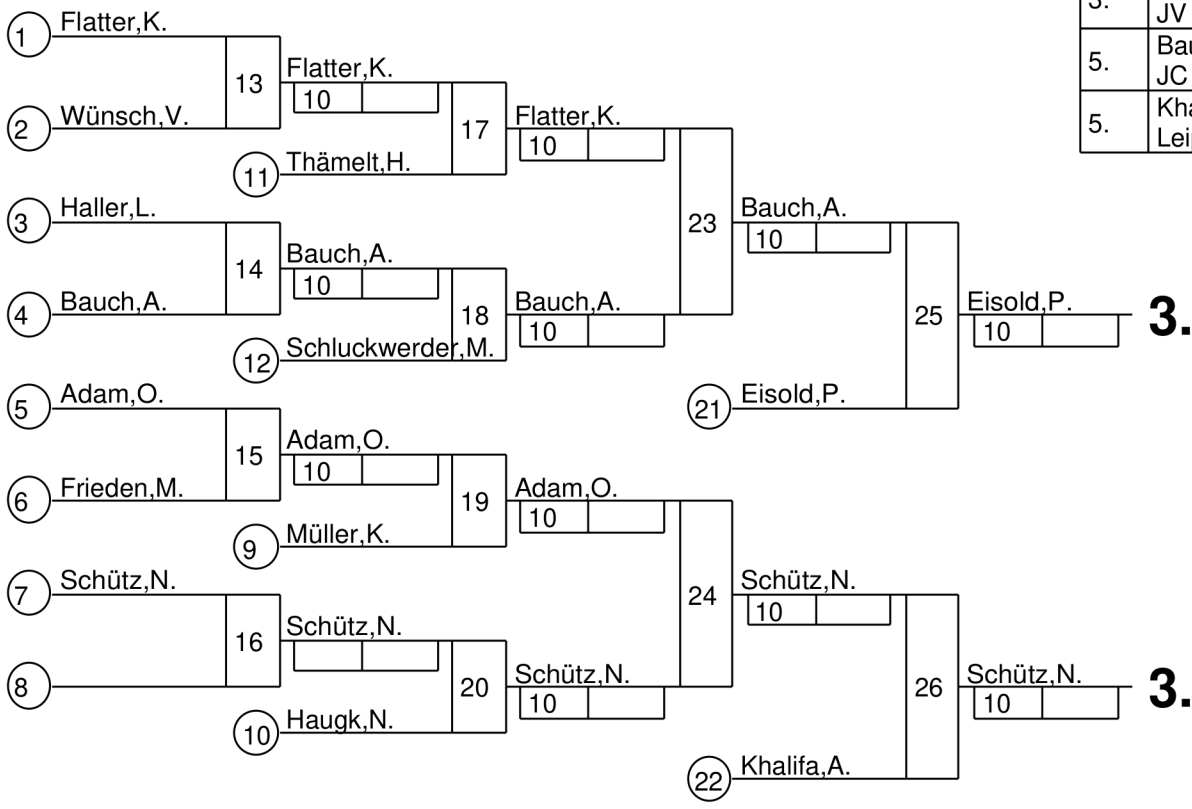 3.
JV
1
Flatter,K.
5.
JC
13
Flatter,K.
10
2
Wünsch,V.
17
Flatter,K.
10
5.
11
Thämelt,H.
3
Haller,L.
23
Bauch,A.
10
14
Bauch,A.
10
4
Bauch,A.
18
Bauch,A.
10
25
Eisold,P.
10
3.
12
Schluckwerder,M.
5
Adam,O.
21
Eisold,P.
15
Adam,O.
10
6
Frieden,M.
19
Adam,O.
10
9
Müller,K.
7
Schütz,N.
24
Schütz,N.
10
16
Schütz,N.
8
20
Schütz,N.
10
26
Schütz,N.
10
3.
10
Haugk,N.
22
Khalifa,A.